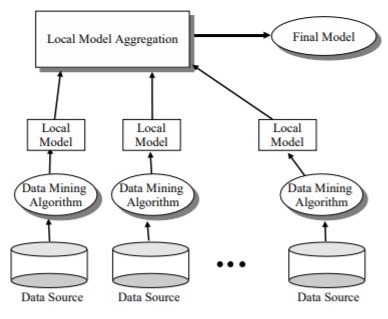 Local Model Aggregation
Final Model
Local
Model
Local
Model
Local
Model
Data Mining
Algorithm
Data Mining
Algorithm
Data Mining
Algorithm
Data Source
Data Source
Data Source